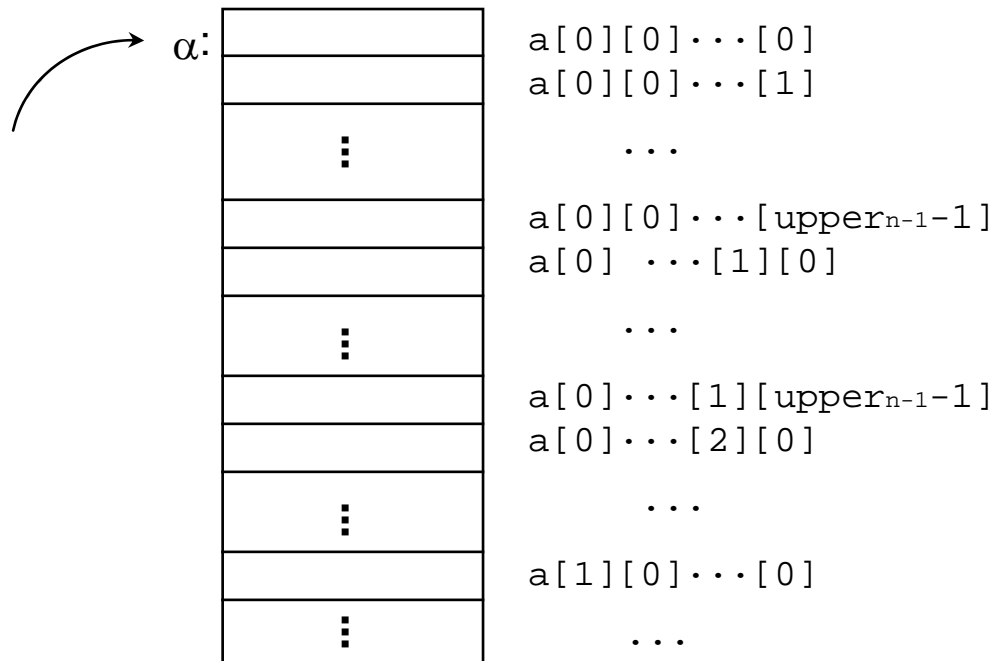 α: a[0][0]···[0]
a[0][0]···[1]
...
a[0][0]···[uppern-1-1]
a[0] ···[1][0]
...
a[0]···[1][uppern-1-1]
a[0]···[2][0]
...
a[1][0]···[0]
...